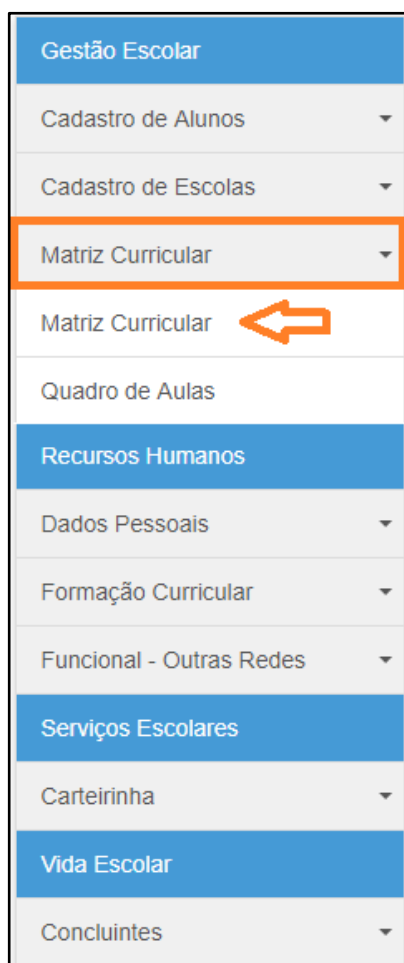 Gestão Escolar
Cadastro de Alunos
Cadastro de Escolas
Matriz Curricular
Matriz Curricular
Quadro de Aulas
Recursos Humanos
Dados Pessoais
Formação Curricular
Funcional - Outras Redes
Serviços Escolares
Carteirinha
Vida Escolar
Concluintes